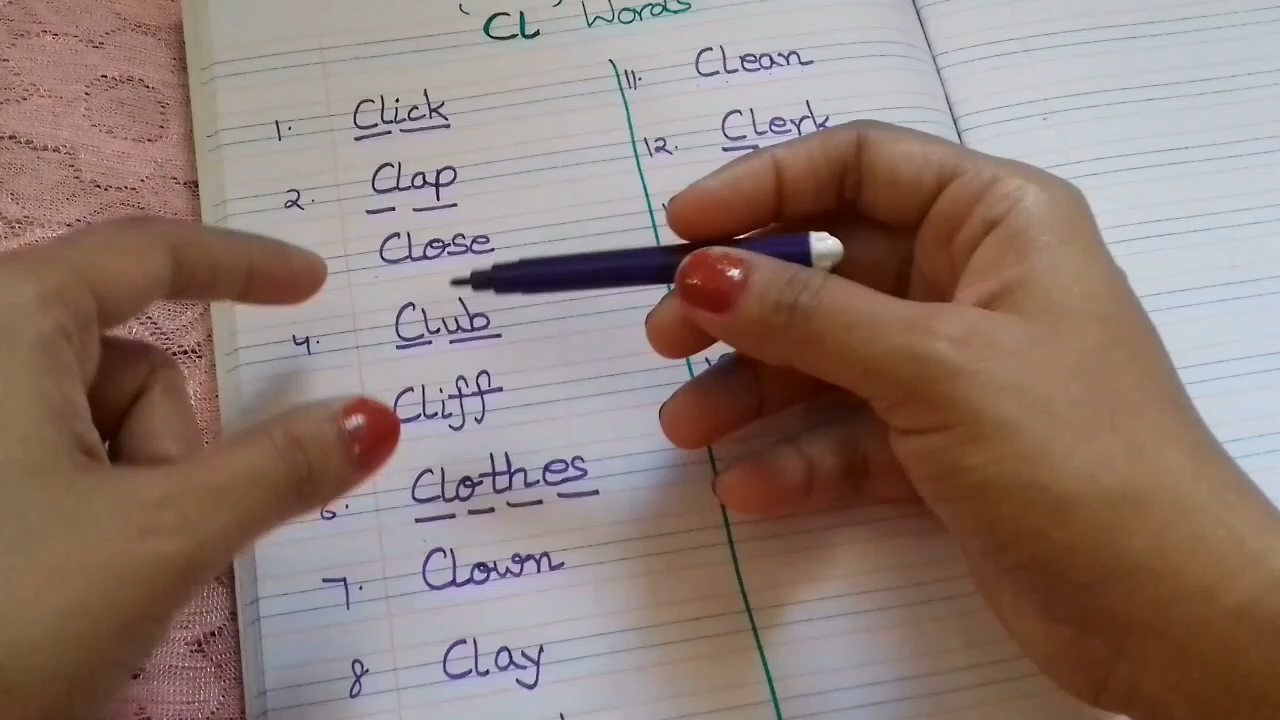 'CL' Words
1. Click
2. Clap
Close
4. Club
Cliff
6. Clothes
7. Clown
8 Clay
11. Clean
12. Clerk